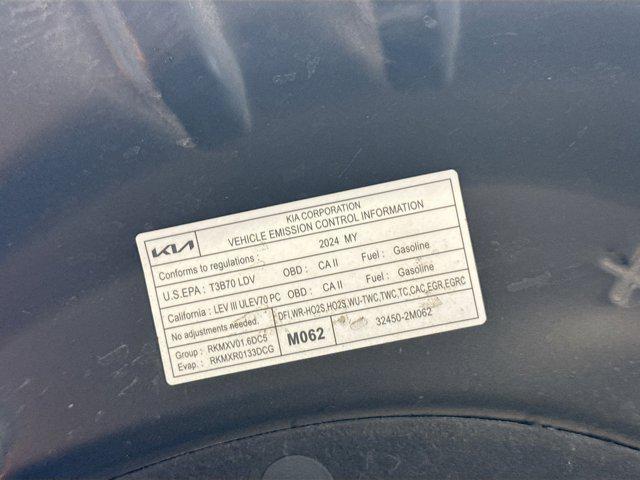 KIA KIA CORPORATION
VEHICLE EMISSION CONTROL INFORMATION
Conforms to regulations : 2024 MY
U.S.EPA : T3B70 LDV OBD : CA II Fuel : Gasoline
California : LEV III ULEV70 PC OBD : CA II Fuel : Gasoline
No adjustments needed. DFI,WR-HO2S,HO2S,WU-TWC,TWC,TC,CAC,EGR,EGRC
Group : RKMXV01.6DC5 M062 32450-2M062
Evap. : RKMXR0133DCG